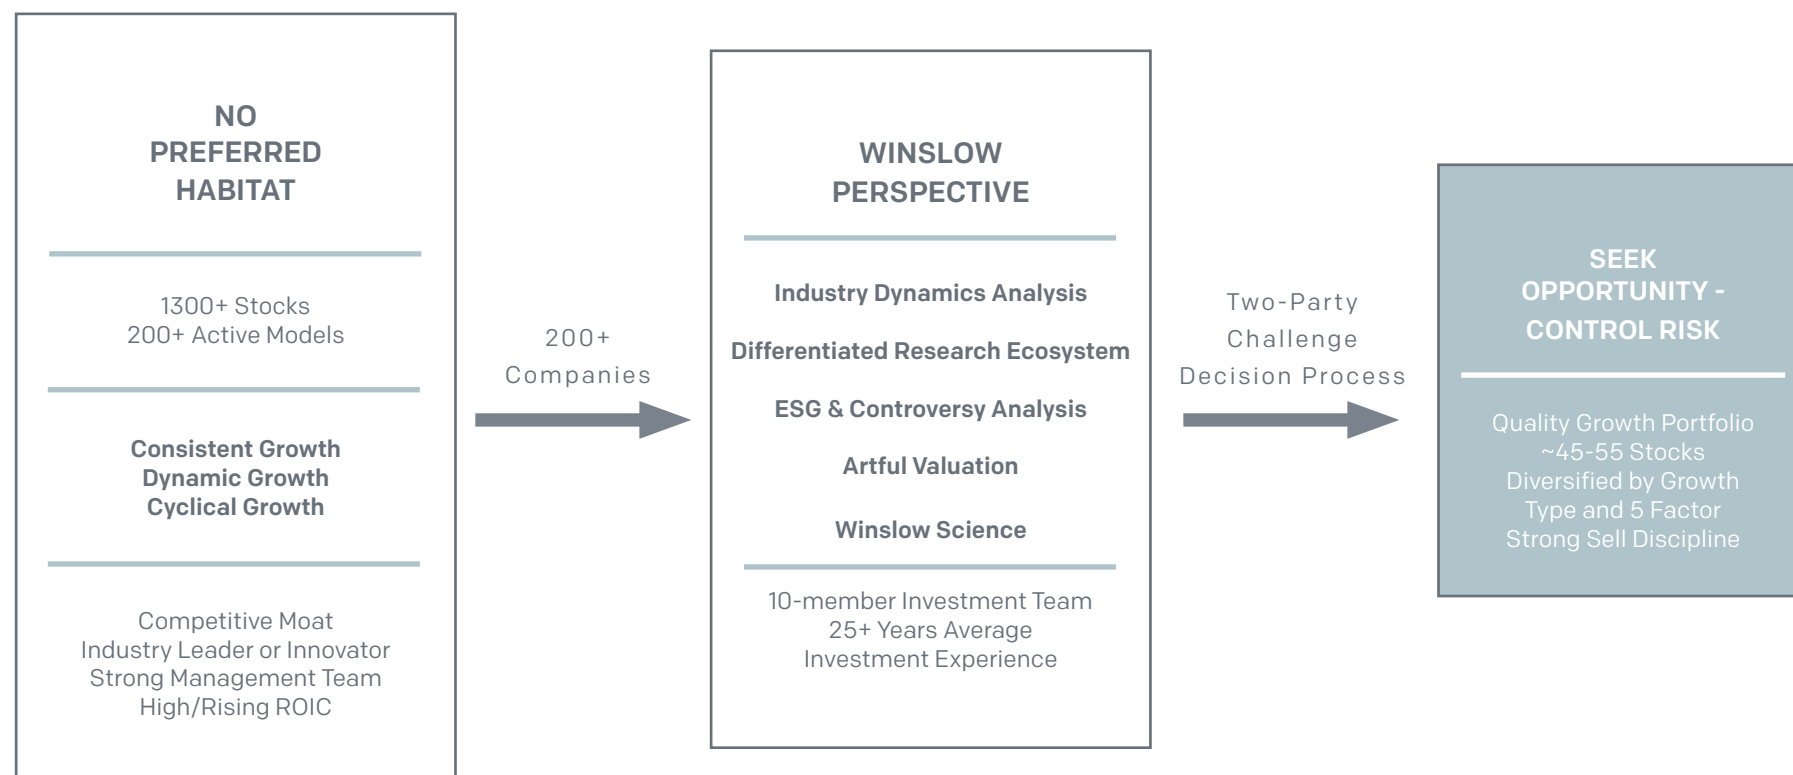 NO
PREFERRED
HABITAT
1300+ Stocks
200+ Active Models
Consistent Growth
Dynamic Growth
Cyclical Growth
Competitive Moat
Industry Leader or Innovator
Strong Management Team
High/Rising ROIC
200+
Companies
WINSLOW
PERSPECTIVE
Industry Dynamics Analysis
Differentiated Research Ecosystem
ESG & Controversy Analysis
Artful Valuation
Winslow Science
10-member Investment Team
25+ Years Average
Investment Experience
Two-Party
Challenge
Decision Process
SEEK
OPPORTUNITY -
CONTROL RISK
Quality Growth Portfolio
~45-55 Stocks
Diversified by Growth
Type and 5 Factor
Strong Sell Discipline